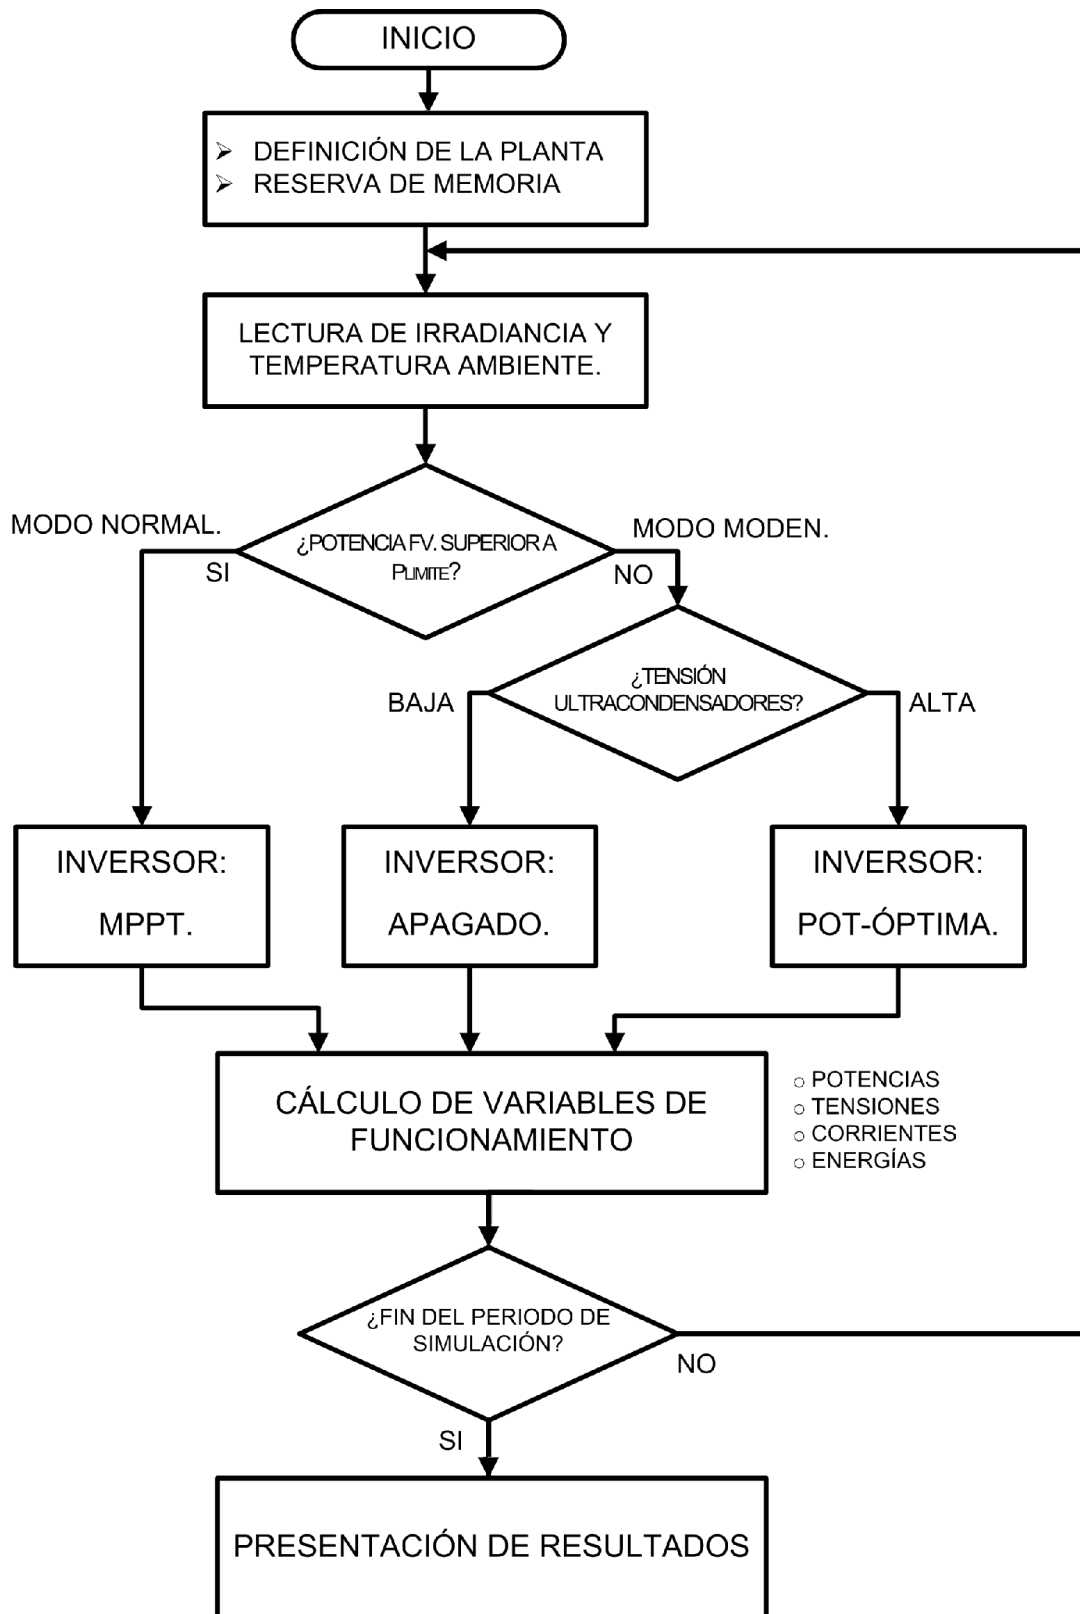 INICIO
DEFINICIÓN DE LA PLANTA
RESERVA DE MEMORIA
LECTURA DE IRRADIANCIA Y
TEMPERATURA AMBIENTE.
MODO NORMAL.
¿POTENCIA FV. SUPERIOR A
PLIMITE?
MODO MODEN.
SI
NO
¿TENSIÓN
ULTRACONDENSADORES?
BAJA
ALTA
INVERSOR:
MPPT.
INVERSOR:
APAGADO.
INVERSOR:
POT-ÓPTIMA.
CÁLCULO DE VARIABLES DE
FUNCIONAMIENTO
POTENCIAS
TENSIONES
CORRIENTES
ENERGÍAS
¿FIN DEL PERIODO DE
SIMULACIÓN?
NO
SI
PRESENTACIÓN DE RESULTADOS